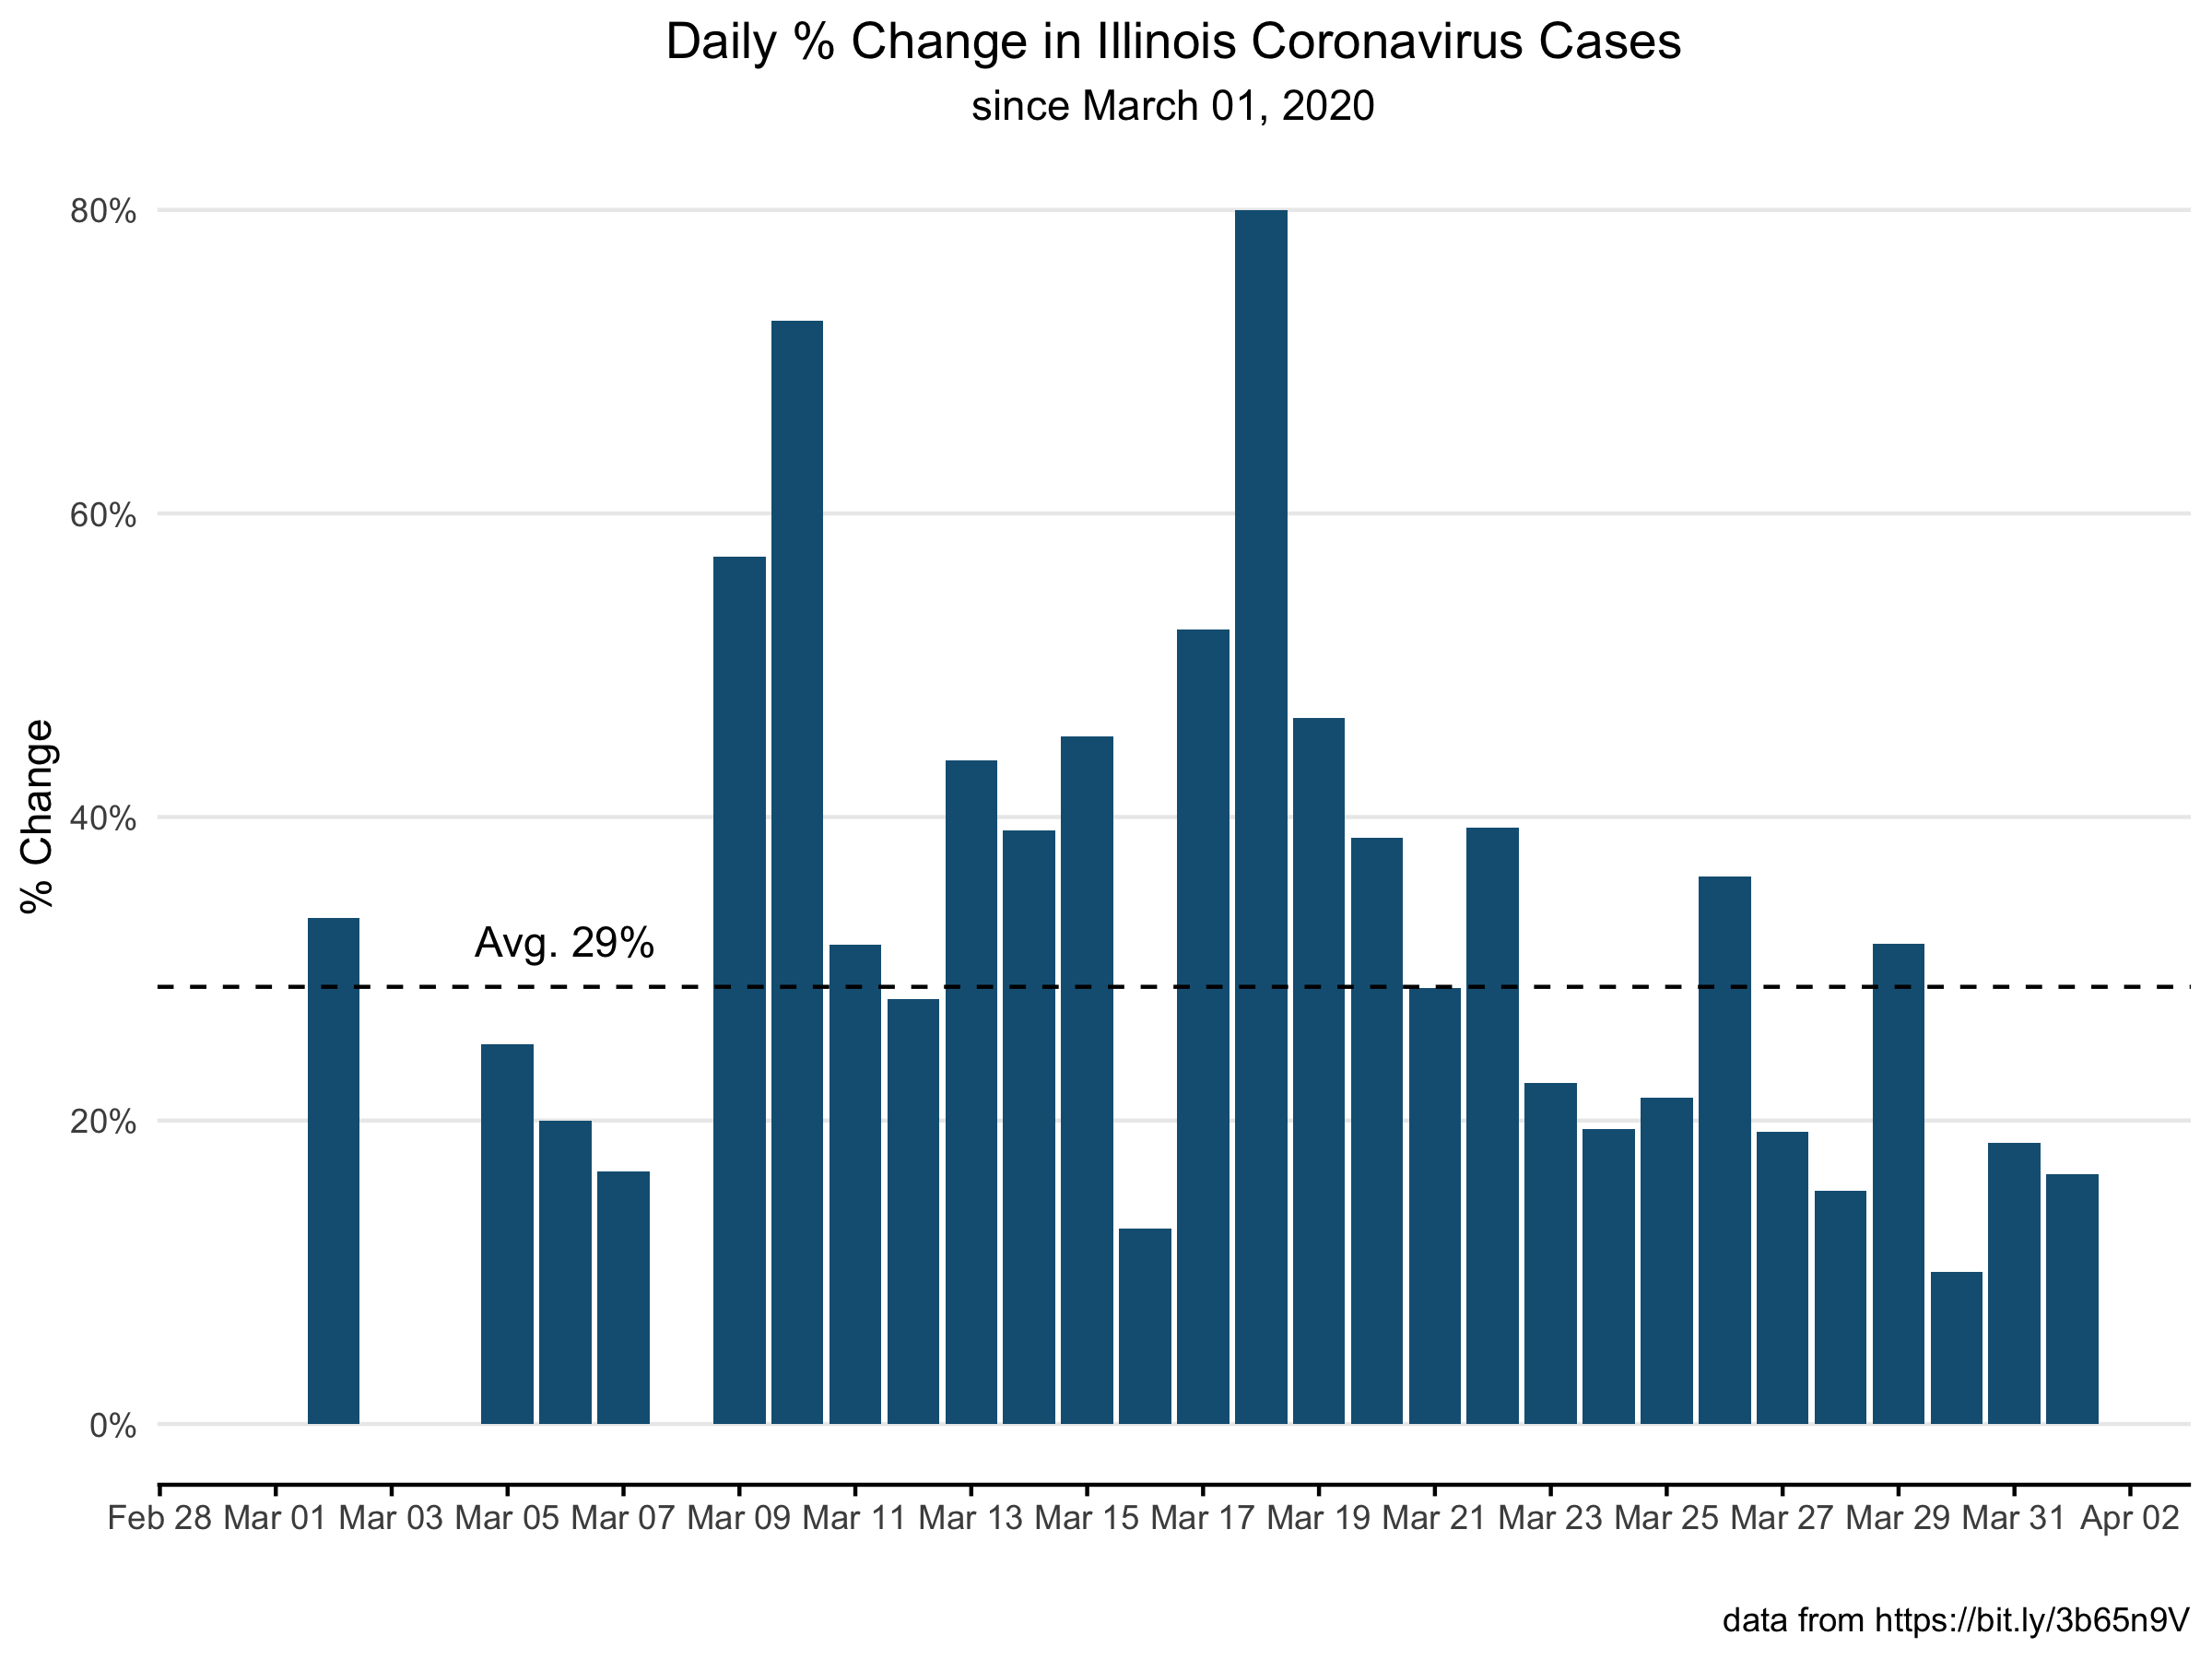 Daily % Change in Illinois Coronavirus Cases
since March 01, 2020
80%
60%
40%
20%
0%
% Change
Avg. 29%
Feb 28 Mar 01 Mar 03 Mar 05 Mar 07 Mar 09 Mar 11 Mar 13 Mar 15 Mar 17 Mar 19 Mar 21 Mar 23 Mar 25 Mar 27 Mar 29 Mar 31 Apr 02
data from https://bit.ly/3b65n9V